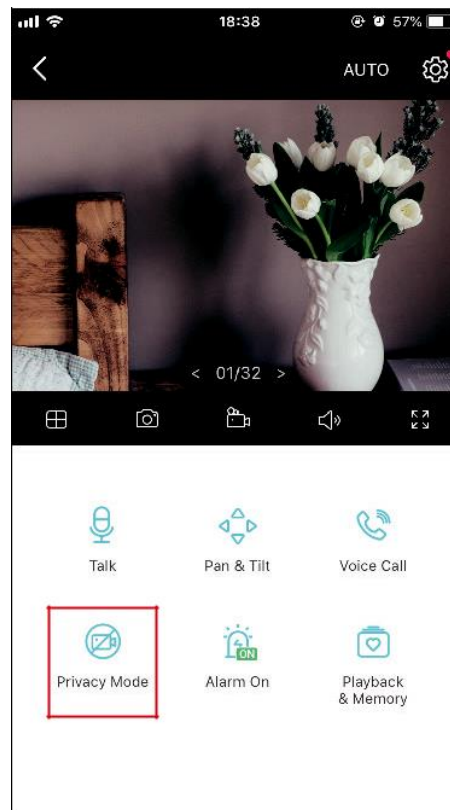 18:38
57%
AUTO
< 01/32 >
Talk
Pan & Tilt
Voice Call
ON
Privacy Mode
Alarm On
Playback
& Memory